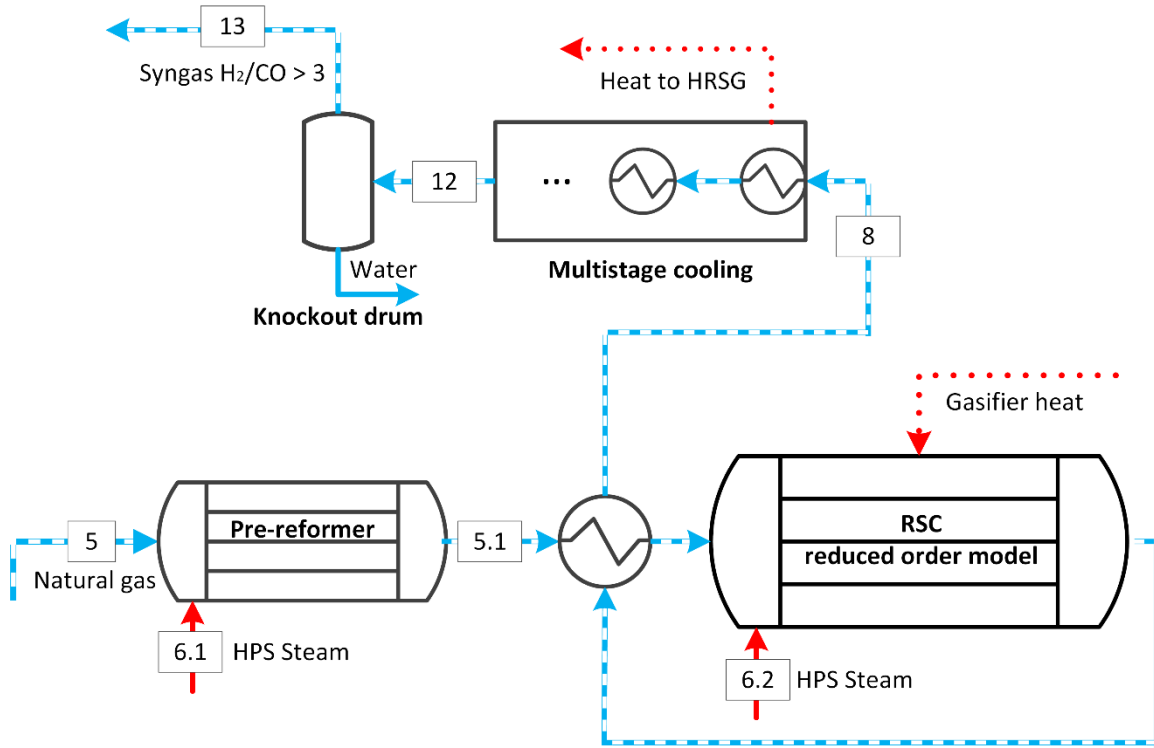 13
Syngas H₂/CO > 3
Heat to HRSG
12
...
8
Multistage cooling
Water
Knockout drum
Gasifier heat
5
Natural gas
Pre-reformer
5.1
RSC
reduced order model
6.1
HPS Steam
6.2
HPS Steam